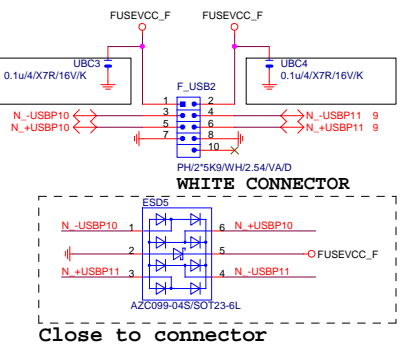 FUSEVCC_F FUSEVCC_F
UBC3 UBC4
0.1u/4/X7R/16V/K 0.1u/4/X7R/16V/K
F_USB2
1 2
N_-USBP10 3 4 N_-USBP11 9
N_+USBP10 5 6 N_+USBP11 9
7 8
10
PH/2*5K9/WH/2.54/VA/D
WHITE CONNECTOR
ESD5
N_-USBP10 1 6 N_+USBP10
2 5 FUSEVCC_F
N_+USBP11 3 4 N_-USBP11
AZC099-04S/SOT23-6L
Close to connector